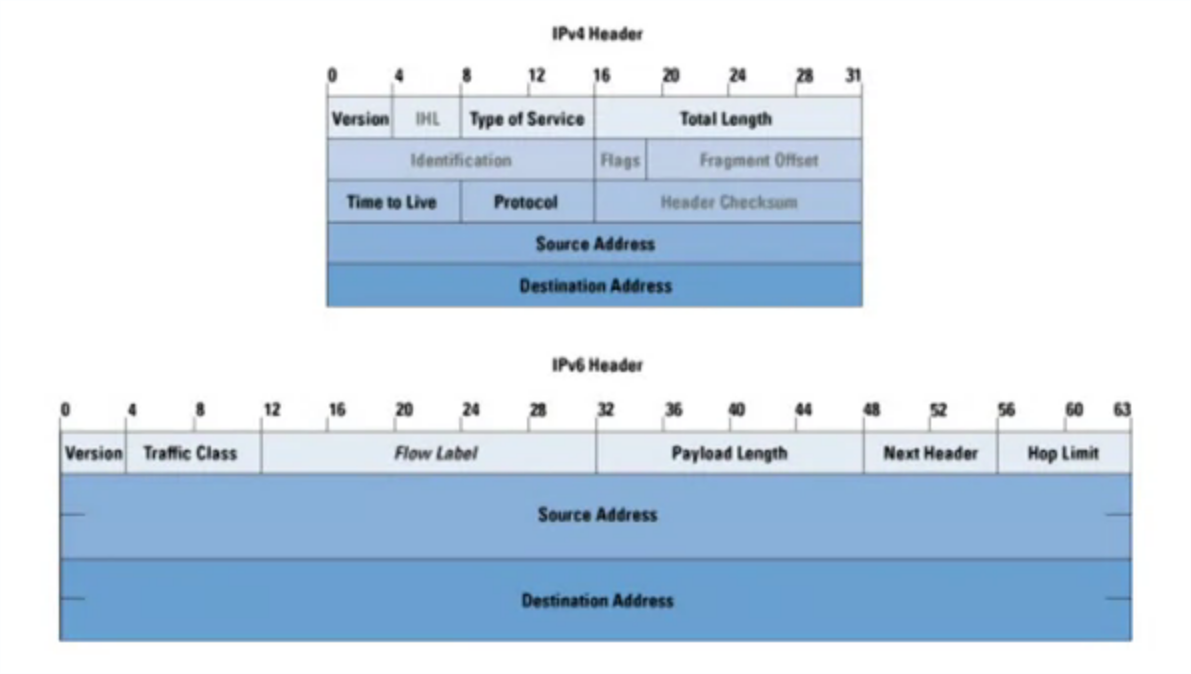 IPv4 Header
0 4 8 12 16 20 24 28 31
Version IHL Type of Service Total Length
Identification Flags Fragment Offset
Time to Live Protocol Header Checksum
Source Address
Destination Address
IPv6 Header
0 4 8 12 16 20 24 28 32 36 40 44 48 52 56 60 63
Version Traffic Class Flow Label Payload Length Next Header Hop Limit
Source Address
Destination Address